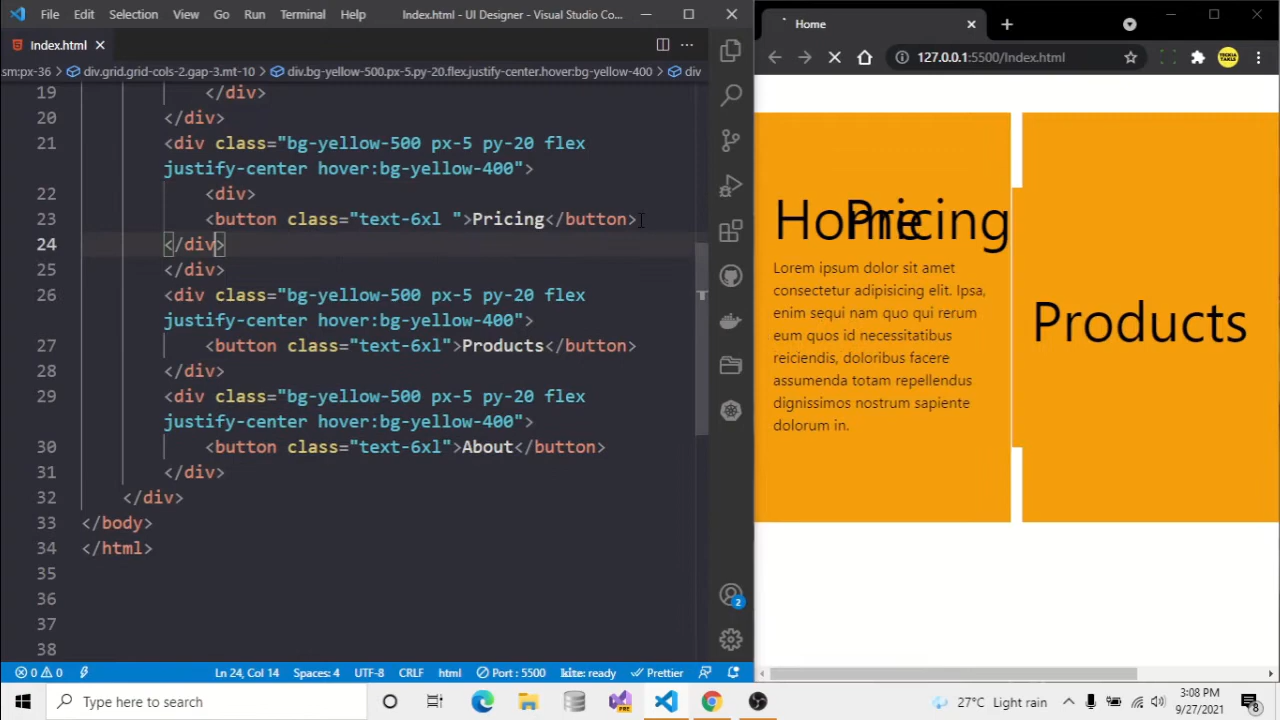 File Edit Selection View Go Run Terminal Help Index.html - UI Designer - Visual Studio Co...
Index.html
sm:px-36 > div.grid.grid-cols-2.gap-3.mt-10 > div.bg-yellow-500.px-5.py-20.flex.justify-center.hover:bg-yellow-400 > div
19 </div>
20 </div>
21 <div class="bg-yellow-500 px-5 py-20 flex
justify-center hover:bg-yellow-400">
22 <div>
23 <button class="text-6xl ">Pricing</button>
24 </div>
25 </div>
26 <div class="bg-yellow-500 px-5 py-20 flex
justify-center hover:bg-yellow-400">
27 <button class="text-6xl">Products</button>
28 </div>
29 <div class="bg-yellow-500 px-5 py-20 flex
justify-center hover:bg-yellow-400">
30 <button class="text-6xl">About</button>
31 </div>
32 </div>
33 </body>
34 </html>
35
36
37
38
2
0 0 Ln 24, Col 14 Spaces: 4 UTF-8 CRLF html Port : 5500 kite: ready Prettier
Home
127.0.0.1:5500/Index.html
Home
Pricing
Lorem ipsum dolor sit amet
consectetur adipisicing elit. Ipsa,
enim sequi nam quo qui rerum
eum quos id necessitatibus
reiciendis, doloribus facere
assumenda totam repellendus
dignissimos nostrum sapiente
dolorum in.
Products
Type here to search
27°C Light rain
3:08 PM
9/27/2021
8